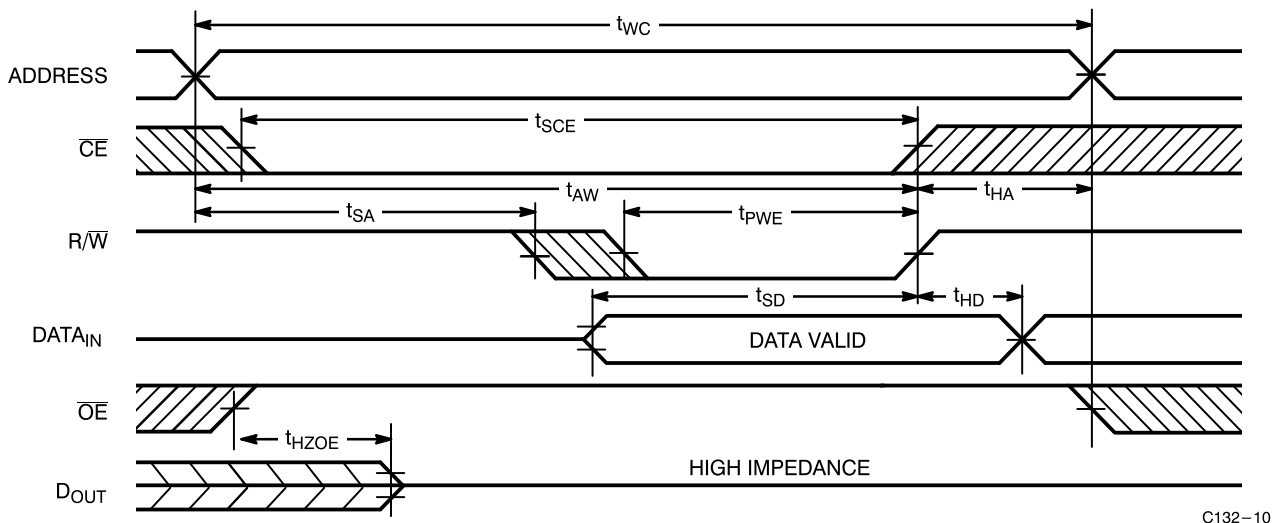 tWC
ADDRESS
tSCE
CE
tAW
tHA
tSA
tPWE
R/W
tSD
tHD
DATAIN
DATA VALID
OE
tHZOE
HIGH IMPEDANCE
DOUT
C132–10